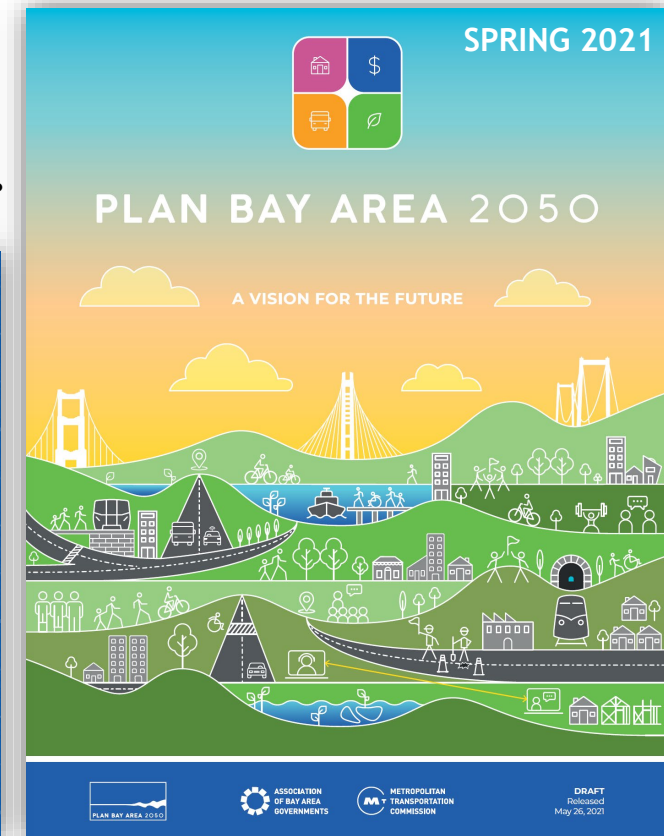 SPRING 2021
$
PLAN BAY AREA 2050
A VISION FOR THE FUTURE
PLAN BAY AREA 2050
ASSOCIATION
OF BAY AREA
GOVERNMENTS
M T
METROPOLITAN
TRANSPORTATION
COMMISSION
DRAFT
Released
May 26, 2021